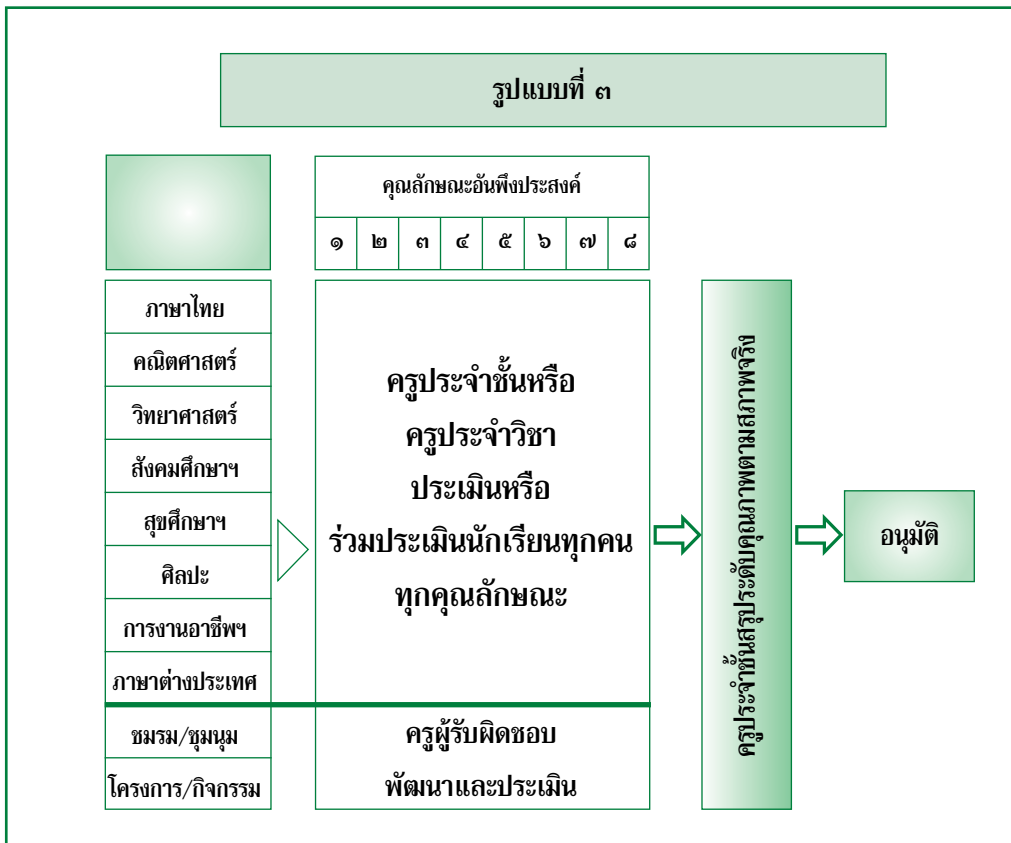 รูปแบบที่ ๓
คุณลักษณะอันพึงประสงค์
๑ ๒ ๓ ๔ ๕ ๖ ๗ ๘
ภาษาไทย
คณิตศาสตร์
วิทยาศาสตร์
สังคมศึกษาฯ
สุขศึกษาฯ
ศิลปะ
การงานอาชีพฯ
ภาษาต่างประเทศ
ชมรม/ชุมนุม
โครงการ/กิจกรรม
ครูประจำชั้นหรือ
ครูประจำวิชา
ประเมินหรือ
ร่วมประเมินนักเรียนทุกคน
ทุกคุณลักษณะ
ครูผู้รับผิดชอบ
พัฒนาและประเมิน
ครูประจำชั้นสรุประดับคุณภาพตามสภาพจริง
อนุมัติ